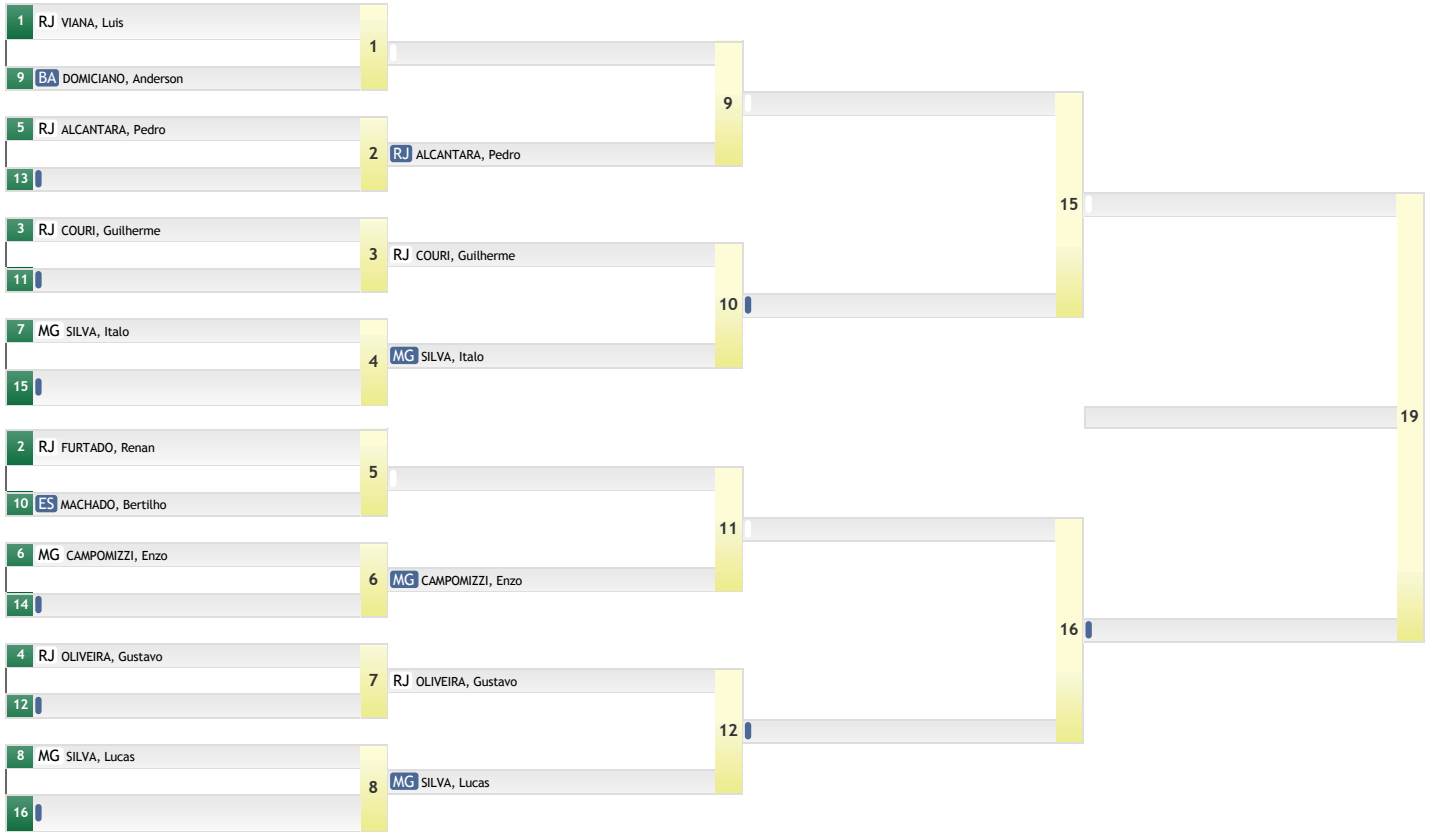 1 RJ VIANA, Luis
1
9 BA DOMICIANO, Anderson
9
5 RJ ALCANTARA, Pedro
2 RJ ALCANTARA, Pedro
13
15
3 RJ COURI, Guilherme
3 RJ COURI, Guilherme
11
10
7 MG SILVA, Italo
4 MG SILVA, Italo
15
19
2 RJ FURTADO, Renan
5
10 ES MACHADO, Bertilho
11
6 MG CAMPOMIZZI, Enzo
6 MG CAMPOMIZZI, Enzo
14
16
4 RJ OLIVEIRA, Gustavo
7 RJ OLIVEIRA, Gustavo
12
12
8 MG SILVA, Lucas
8 MG SILVA, Lucas
16